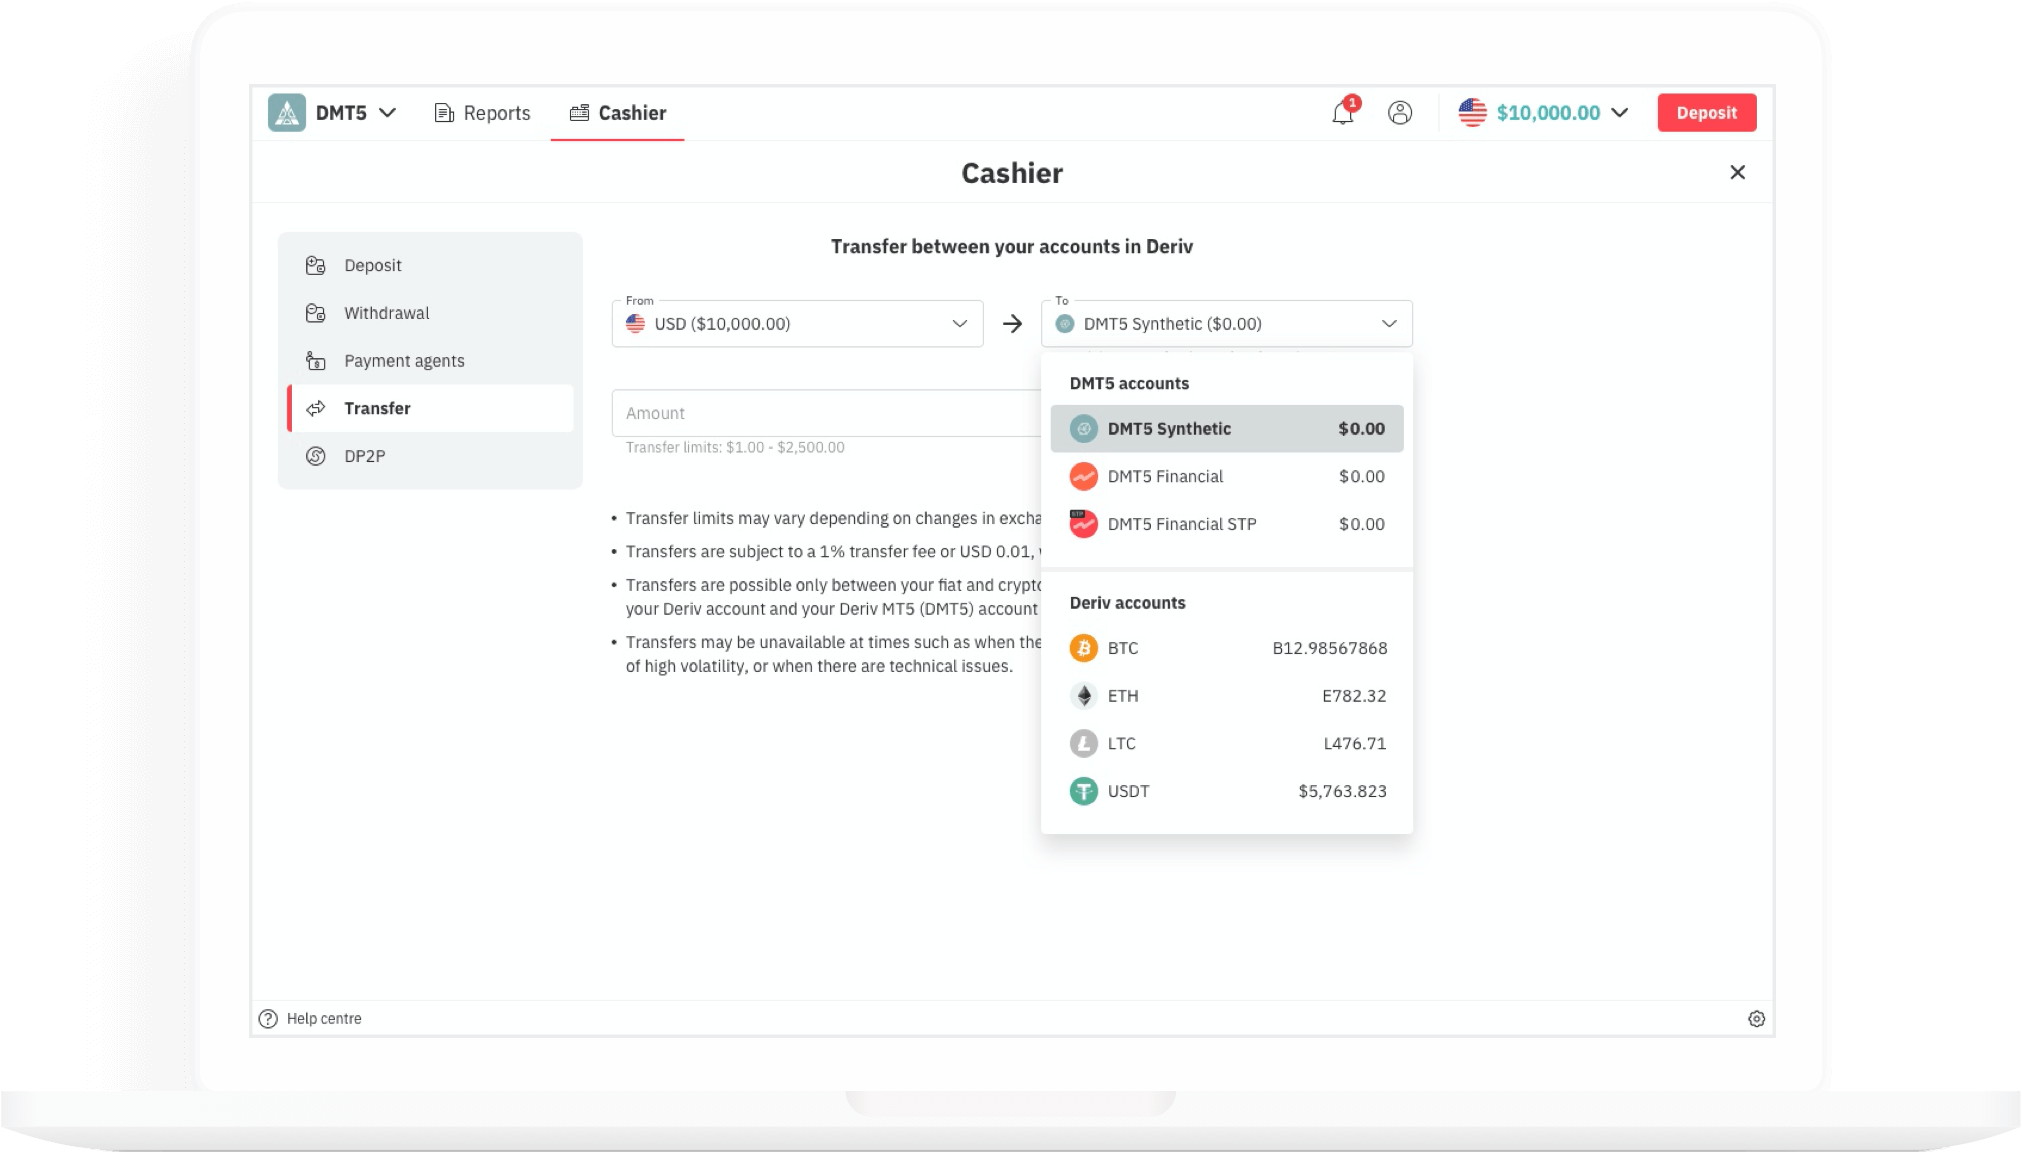 DMT5
Reports
Cashier
1
$10,000.00
Deposit
Cashier
Deposit
Withdrawal
Payment agents
Transfer
DP2P
Transfer between your accounts in Deriv
From
USD ($10,000.00)
To
DMT5 Synthetic ($0.00)
Amount
Transfer limits: $1.00 - $2,500.00
• Transfer limits may vary depending on changes in excha
• Transfers are subject to a 1% transfer fee or USD 0.01,
• Transfers are possible only between your fiat and crypto
your Deriv account and your Deriv MT5 (DMT5) account
• Transfers may be unavailable at times such as when the
of high volatility, or when there are technical issues.
DMT5 accounts
DMT5 Synthetic $0.00
DMT5 Financial $0.00
STP
DMT5 Financial STP $0.00
Deriv accounts
BTC B12.98567868
ETH E782.32
LTC L476.71
USDT $5,763.823
Help centre